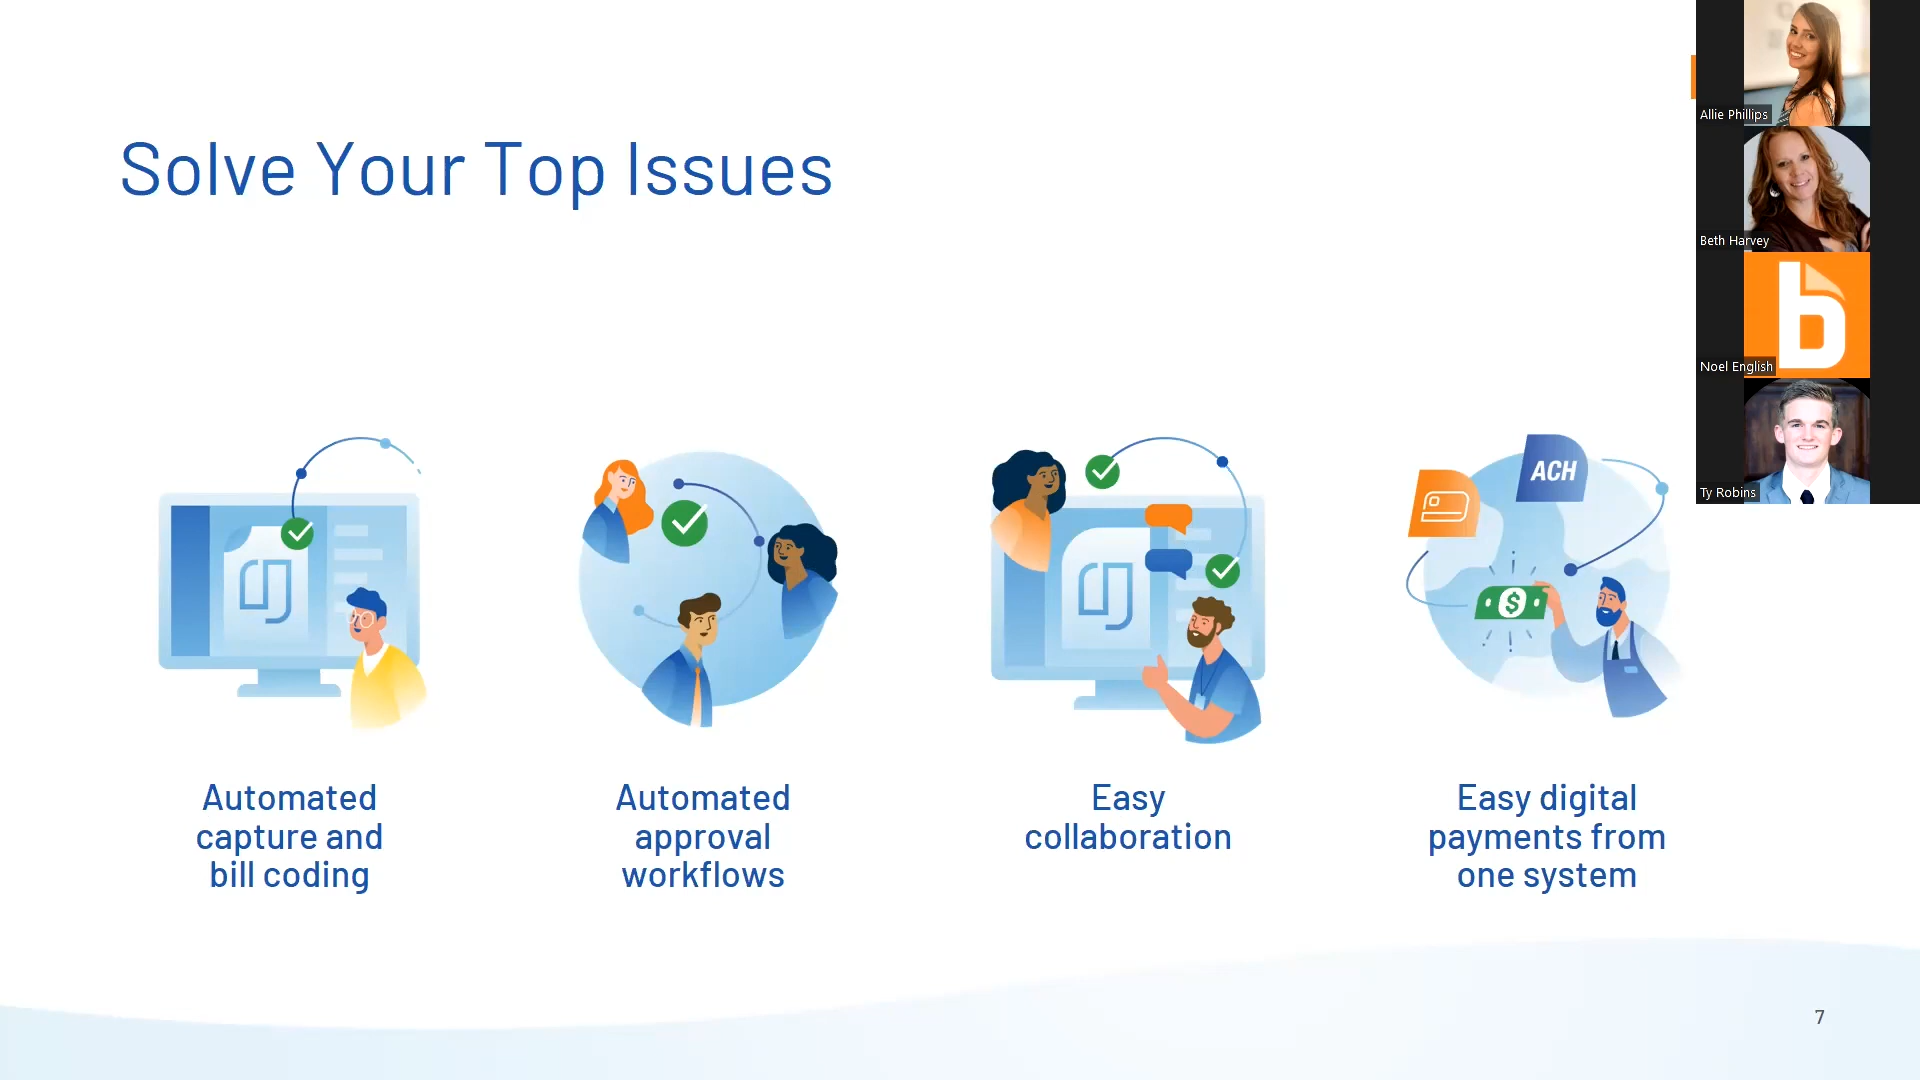 Solve Your Top Issues
Allie Phillips
Beth Harvey
b
Noel English
Ty Robins
ACH
$
Automated
capture and
bill coding
Automated
approval
workflows
Easy
collaboration
Easy digital
payments from
one system
7